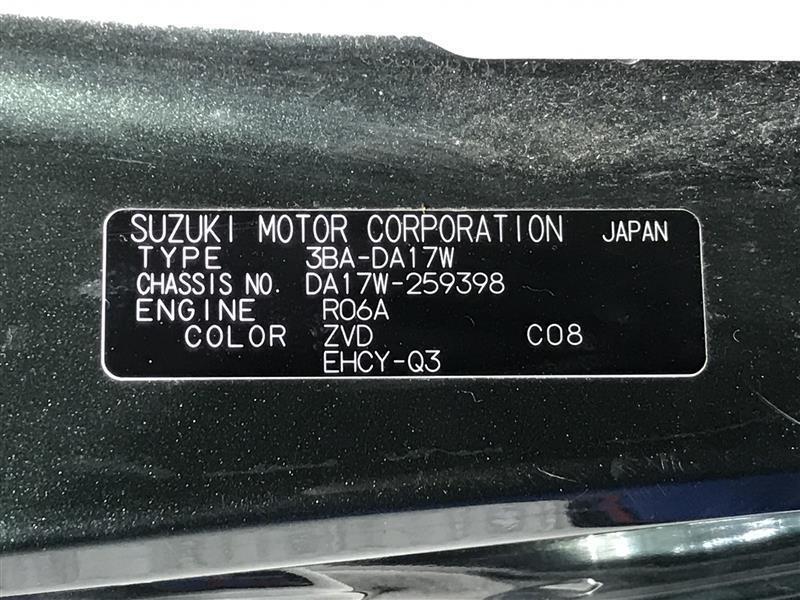 SUZUKI MOTOR CORPORATION JAPAN
TYPE 3BA-DA17W
CHASSIS NO. DA17W-259398
ENGINE R06A
COLOR ZVD C08
EHCY-Q3